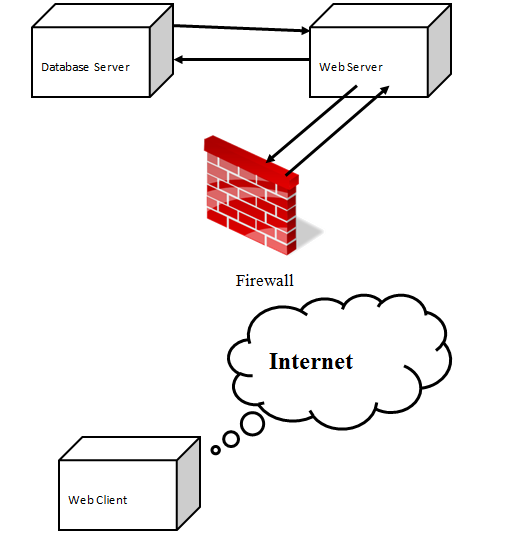 Database Server
Web Server
Firewall
Internet
Web Client